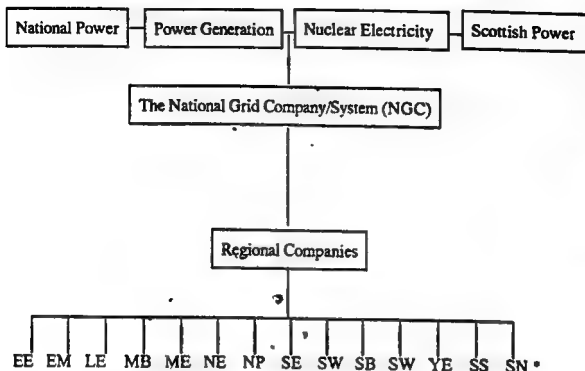 National Power Power Generation Nuclear Electricity Scottish Power
The National Grid Company/System (NGC)
Regional Companies
EE EM LE MB ME NE NP SE SW SB SW YE SS SN *